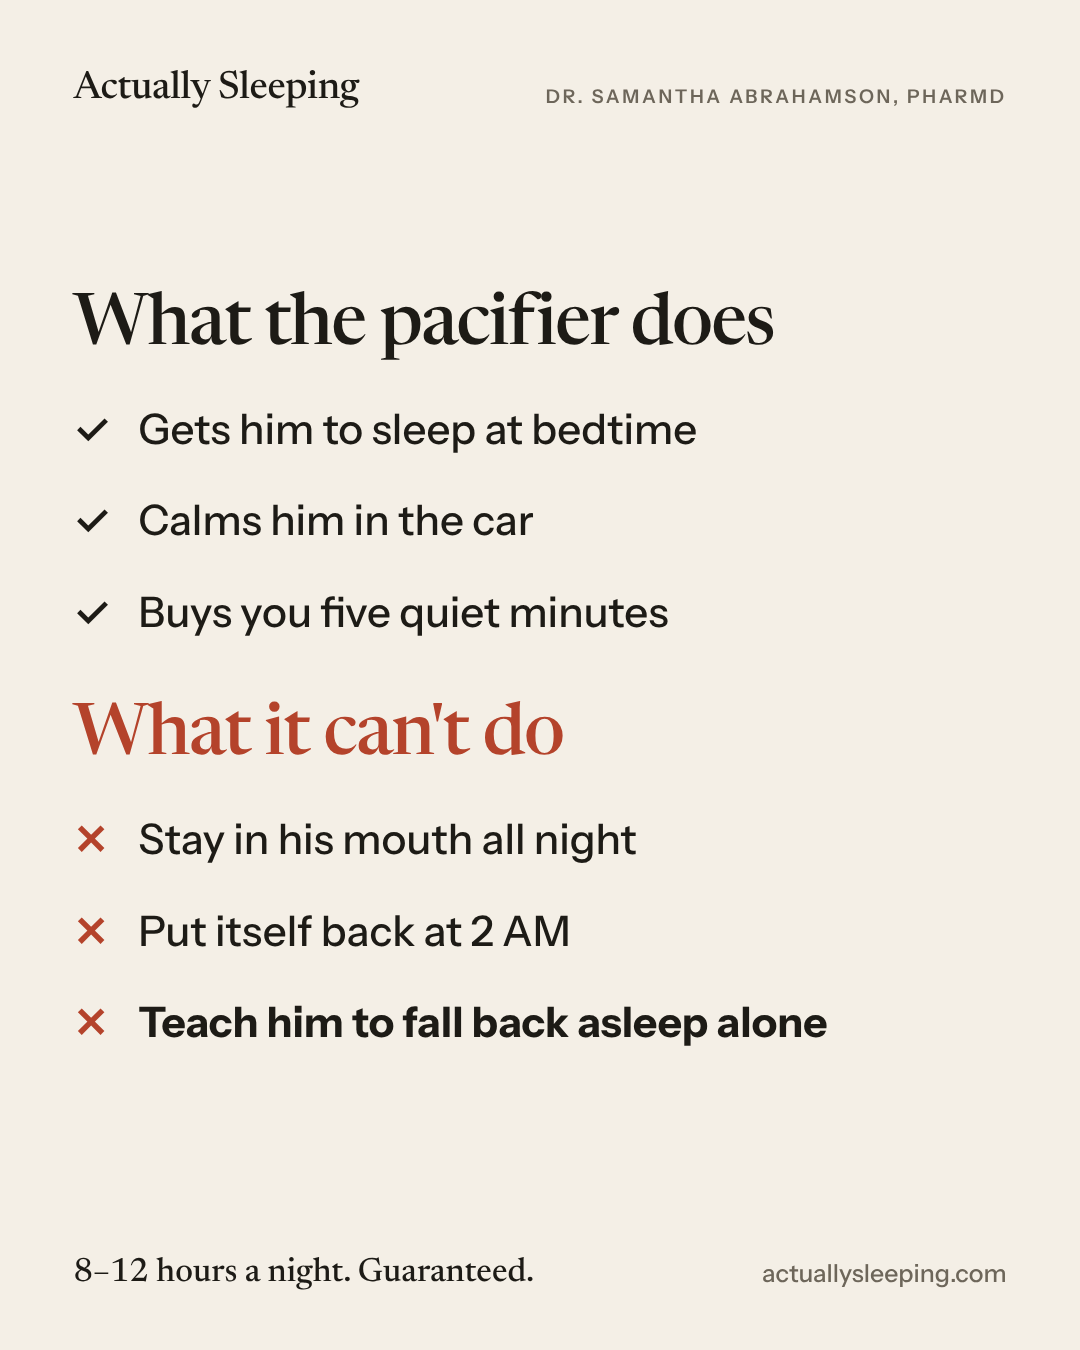 Actually Sleeping
DR. SAMANTHA ABRAHAMSON, PHARMD
What the pacifier does
✓ Gets him to sleep at bedtime
✓ Calms him in the car
✓ Buys you five quiet minutes
What it can't do
✕ Stay in his mouth all night
✕ Put itself back at 2 AM
✕ Teach him to fall back asleep alone
8–12 hours a night. Guaranteed.
actuallysleeping.com